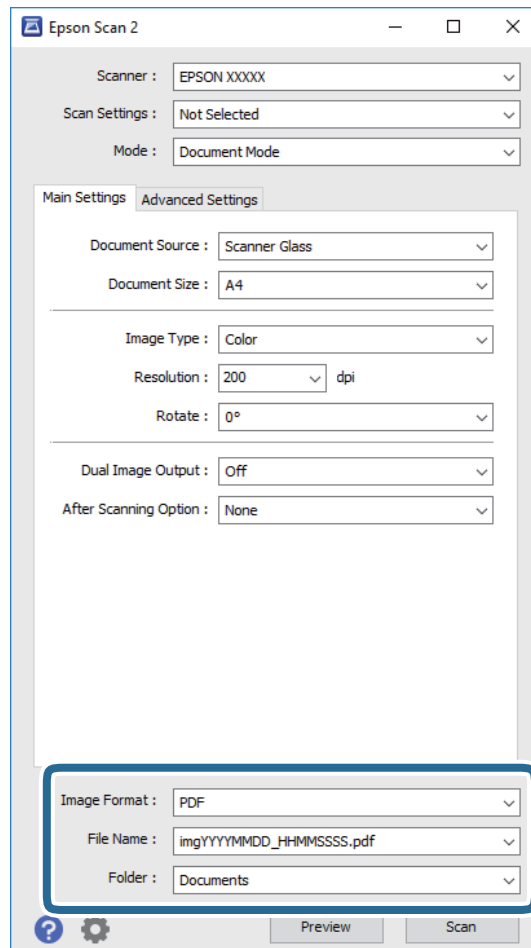 Epson Scan 2
Scanner : EPSON XXXXX
Scan Settings : Not Selected
Mode : Document Mode
Main Settings Advanced Settings
Document Source : Scanner Glass
Document Size : A4
Image Type : Color
Resolution : 200 dpi
Rotate : 0°
Dual Image Output : Off
After Scanning Option : None
Image Format : PDF
File Name : imgYYYYMMDD_HHMMSSSS.pdf
Folder : Documents
? Preview Scan